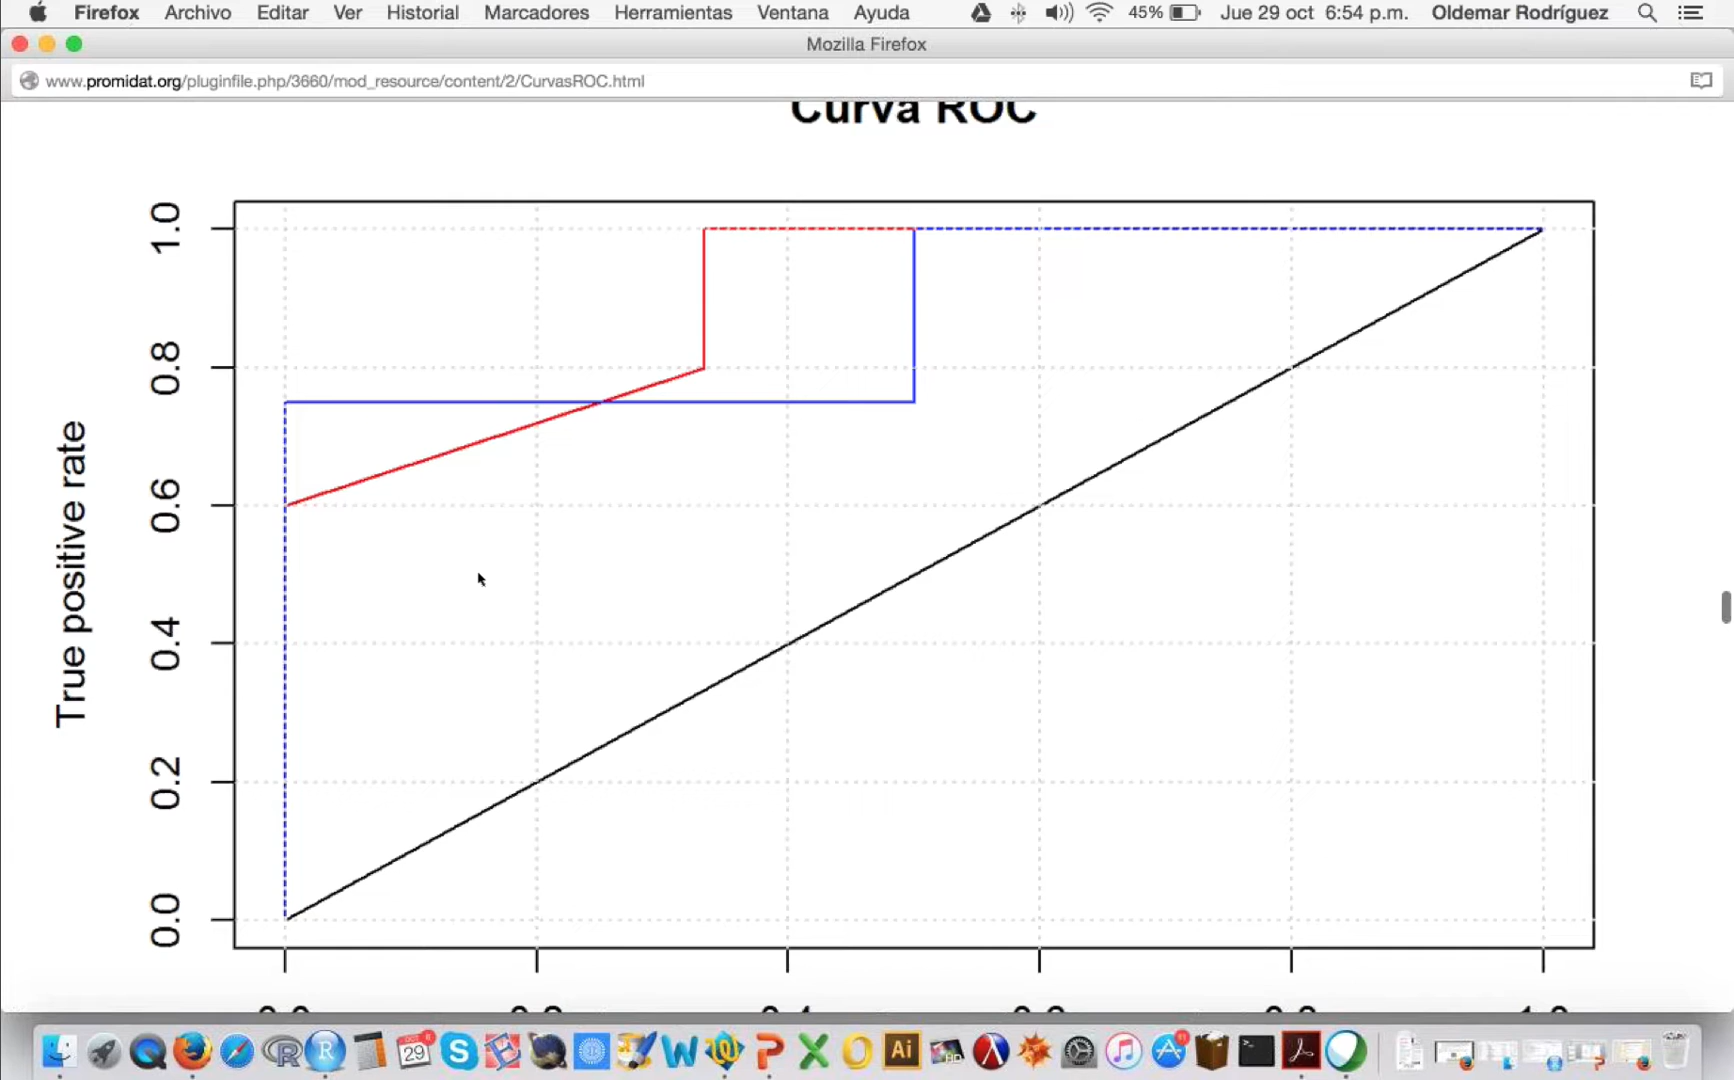 Firefox Archivo Editar Ver Historial Marcadores Herramientas Ventana Ayuda 45% Jue 29 oct 6:54 p.m. Oldemar Rodríguez
Mozilla Firefox
www.promidat.org/pluginfile.php/3660/mod_resource/content/2/CurvasROC.html
Curva ROC
1.0
0.8
0.6
0.4
0.2
0.0
True positive rate
29
Ai